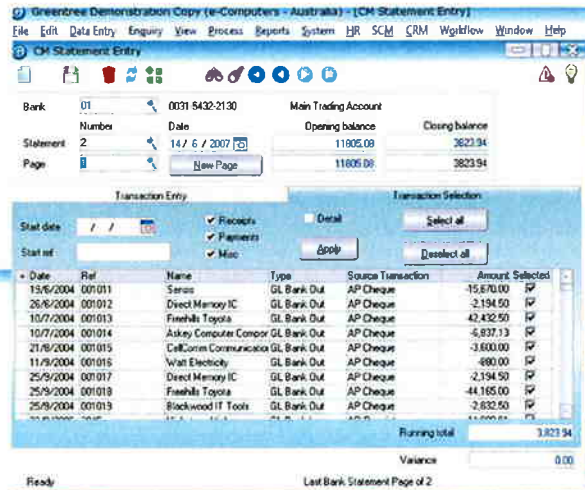 Greentree Demonstration Copy (e-Computers - Australia) - [CM Statement Entry]
File Edit Data Entry Enquiry View Process Reports System HR SCM CRM Workflow Window Help
CM Statement Entry
Bank 01 0031-5432-2130 Main Trading Account
Number Date Opening balance Closing balance
Statement 2 14/ 6 / 2007 11805.08 3823.94
Page 1 New Page 11805.08 3823.94
Transaction Entry Transaction Selection
Start date / / Receipts Detail Select all
Payments
Start ref Misc Apply Deselect all
Date Ref Name Type Source Transaction Amount Selected
19/6/2004 001011 GL Bank Out AP Cheque -15,670.00
26/6/2004 001012 Direct Memory IC GL Bank Out AP Cheque -2,194.50
10/7/2004 001013 Freehills Toyota GL Bank Out AP Cheque -42,432.50
10/7/2004 001014 Askey Computer Compor GL Bank Out AP Cheque -6,837.13
21/8/2004 001015 CellComm Communication GL Bank Out AP Cheque -3,600.00
11/9/2004 001016 Watt Electricity GL Bank Out AP Cheque -880.00
25/9/2004 001017 Direct Memory IC GL Bank Out AP Cheque -2,194.50
25/9/2004 001018 Freehills Toyota GL Bank Out AP Cheque -44,165.00
25/9/2004 001019 Blackwood IT Tools GL Bank Out AP Cheque -2,632.50
Running total 3,823.94
Variance 0.00
Ready Last Bank Statement Page of 2